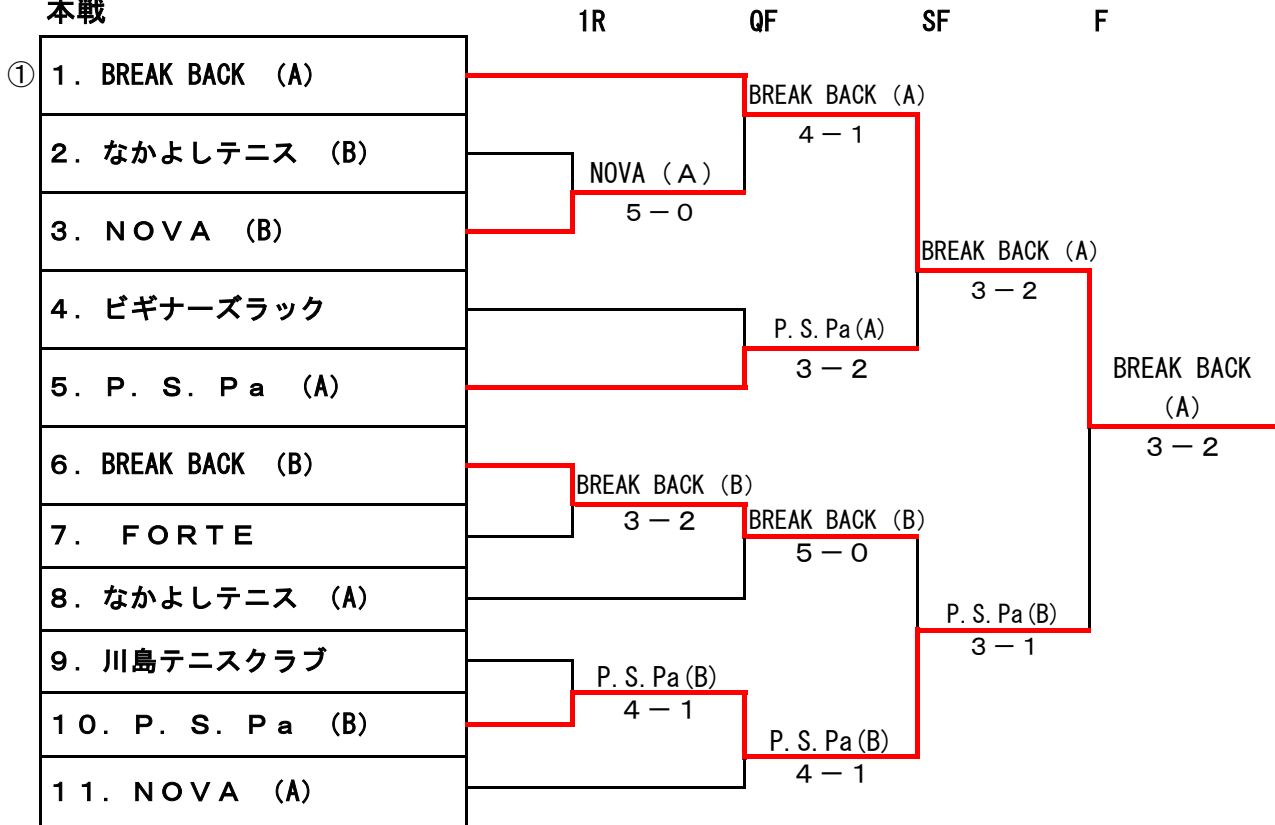 本戦
1R QF SF F
① 1. BREAK BACK (A)
BREAK BACK (A)
4－1
2. なかよしテニス (B)
NOVA (Ａ)
5－0
3. ＮＯＶＡ (B)
BREAK BACK (A)
3－2
4. ビギナーズラック
P.S.Pa(A)
3－2
5. Ｐ. Ｓ. Ｐａ (A)
BREAK BACK
(A)
3－2
6. BREAK BACK (B)
BREAK BACK (B)
3－2
BREAK BACK (B)
5－0
7. ＦＯＲＴＥ
8. なかよしテニス (A)
P.S.Pa(B)
3－1
9. 川島テニスクラブ
P.S.Pa(B)
4－1
10. Ｐ. Ｓ. Ｐａ (B)
P.S.Pa(B)
4－1
11. ＮＯＶＡ (A)